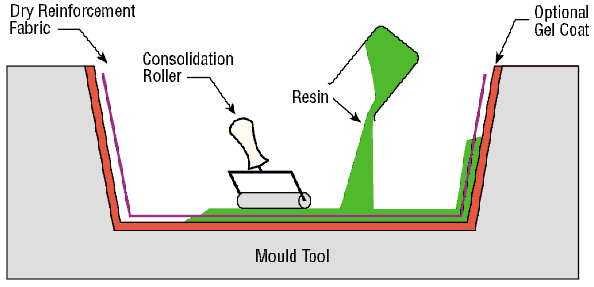 Dry Reinforcement
Fabric
Optional
Gel Coat
Consolidation
Roller
Resin
Mould Tool